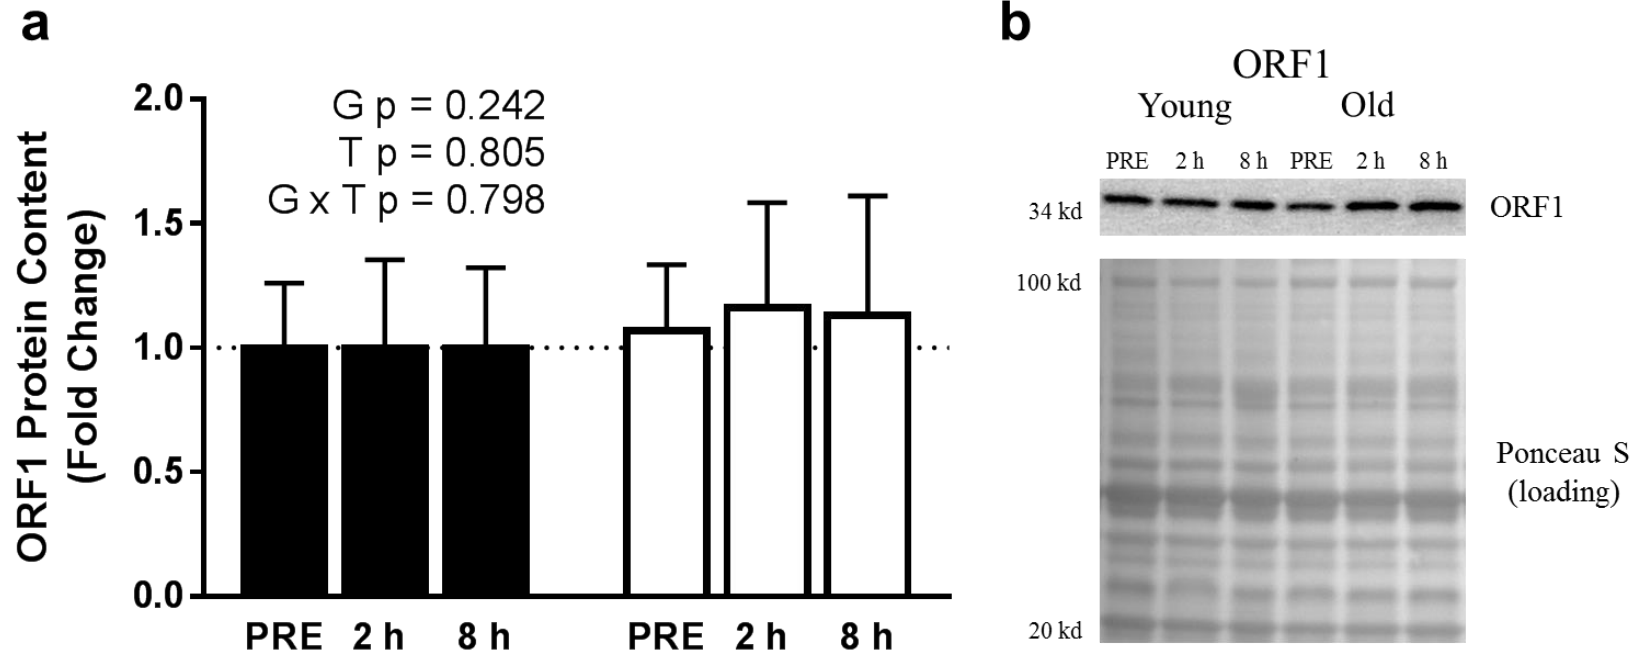 a
ORF1 Protein Content
(Fold Change)
2.0
1.5
1.0
0.5
0.0
G p = 0.242
T p = 0.805
G x T p = 0.798
PRE 2 h 8 h PRE 2 h 8 h
b
ORF1
Young Old
PRE 2 h 8 h PRE 2 h 8 h
34 kd
ORF1
100 kd
Ponceau S
(loading)
20 kd